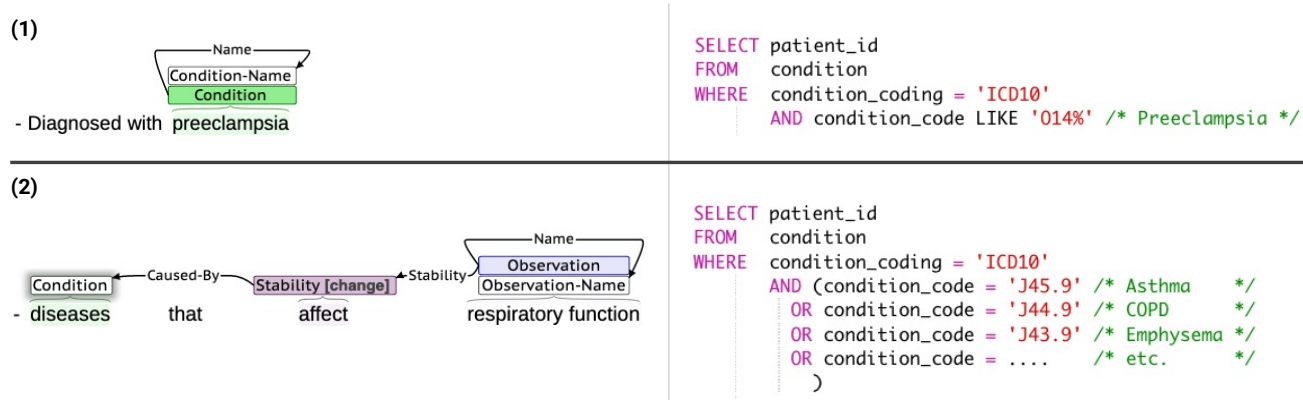 (1)
Name
Condition-Name
Condition
- Diagnosed with preeclampsia
SELECT patient_id
FROM condition
WHERE condition_coding = 'ICD10'
AND condition_code LIKE 'O14%' /* Preeclampsia */
(2)
Name
Observation
Condition Caused-By Stability [change] Stability Observation-Name
- diseases that affect respiratory function
SELECT patient_id
FROM condition
WHERE condition_coding = 'ICD10'
AND (condition_code = 'J45.9' /* Asthma */
OR condition_code = 'J44.9' /* COPD */
OR condition_code = 'J43.9' /* Emphysema */
OR condition_code = .... /* etc. */
)